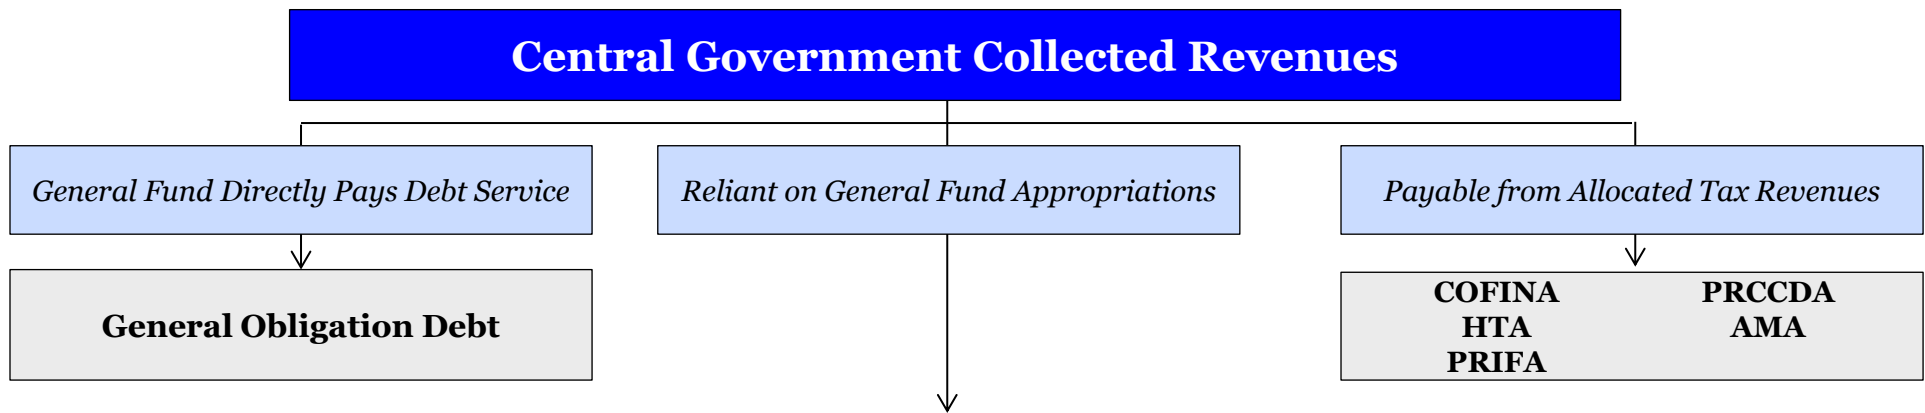 Central Government Collected Revenues
General Fund Directly Pays Debt Service
Reliant on General Fund Appropriations
Payable from Allocated Tax Revenues
General Obligation Debt
COFINA PRCCDA
HTA AMA
PRIFA